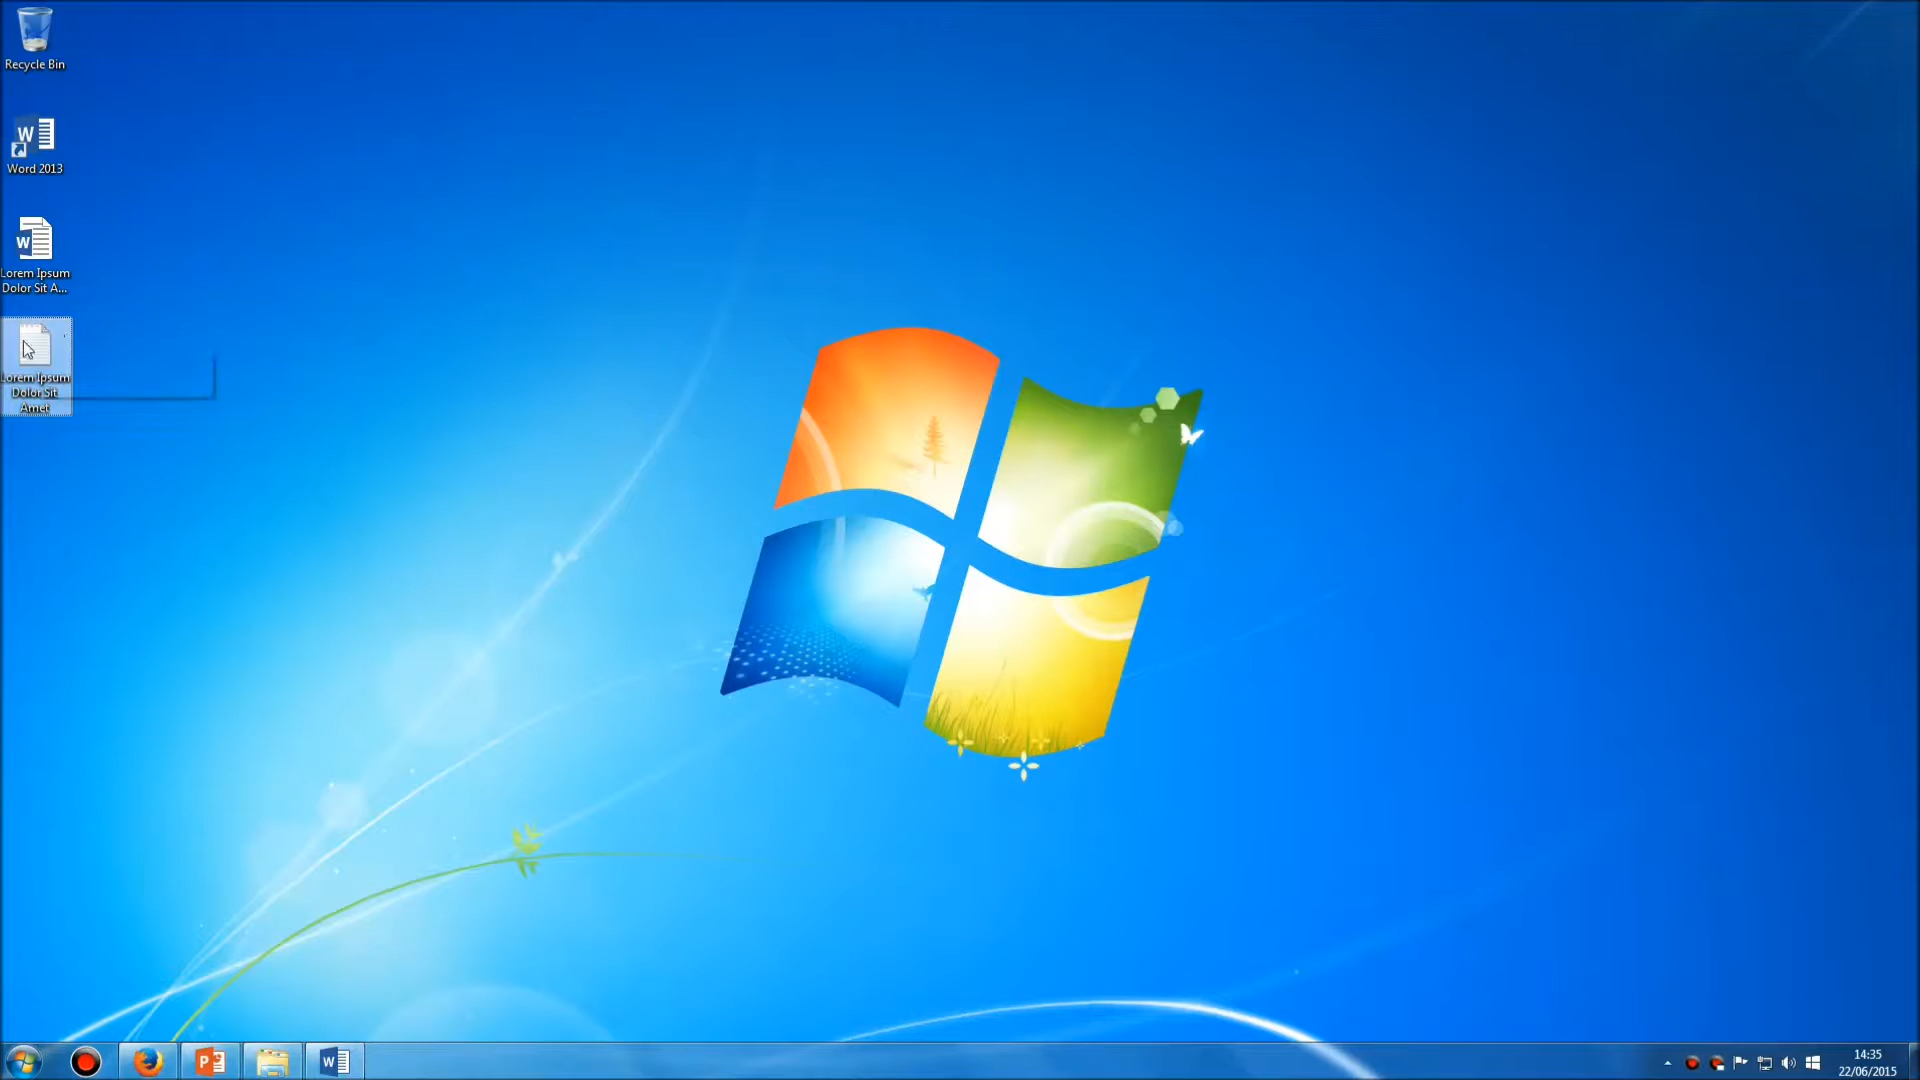 Recycle Bin
W
Word 2013
W
Lorem Ipsum
Dolor Sit A...
Lorem Ipsum
Dolor Sit
Amet
P
W
14:35
22/06/2015